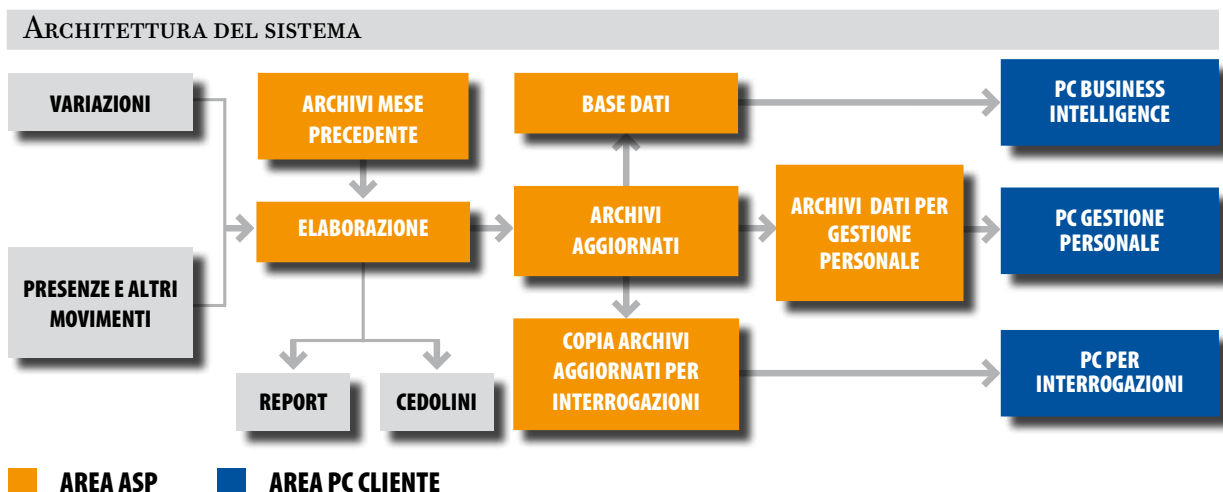 ARCHITETTURA DEL SISTEMA
VARIAZIONI
ARCHIVI MESE
PRECEDENTE
BASE DATI
PC BUSINESS
INTELLIGENCE
ELABORAZIONE
ARCHIVI
AGGIORNATI
ARCHIVI DATI PER
GESTIONE
PERSONALE
PC GESTIONE
PERSONALE
PRESENZE E ALTRI
MOVIMENTI
COPIA ARCHIVI
AGGIORNATI PER
INTERROGAZIONI
PC PER
INTERROGAZIONI
REPORT
CEDOLINI
AREA ASP
AREA PC CLIENTE